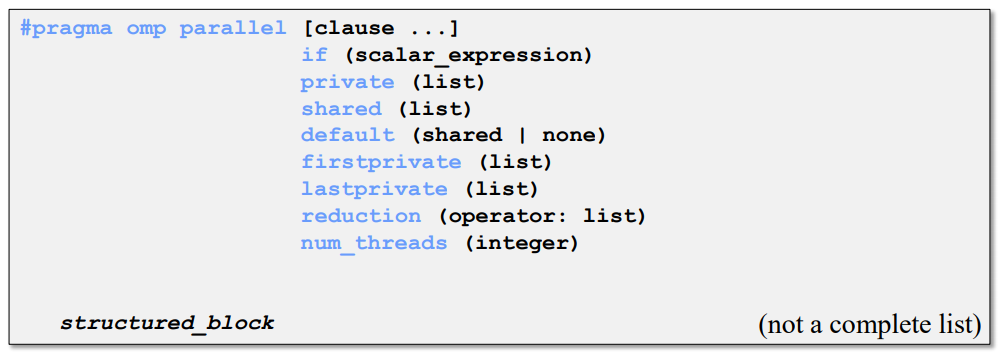 #pragma omp parallel [clause ...]
if (scalar_expression)
private (list)
shared (list)
default (shared | none)
firstprivate (list)
lastprivate (list)
reduction (operator: list)
num_threads (integer)
structured_block
(not a complete list)